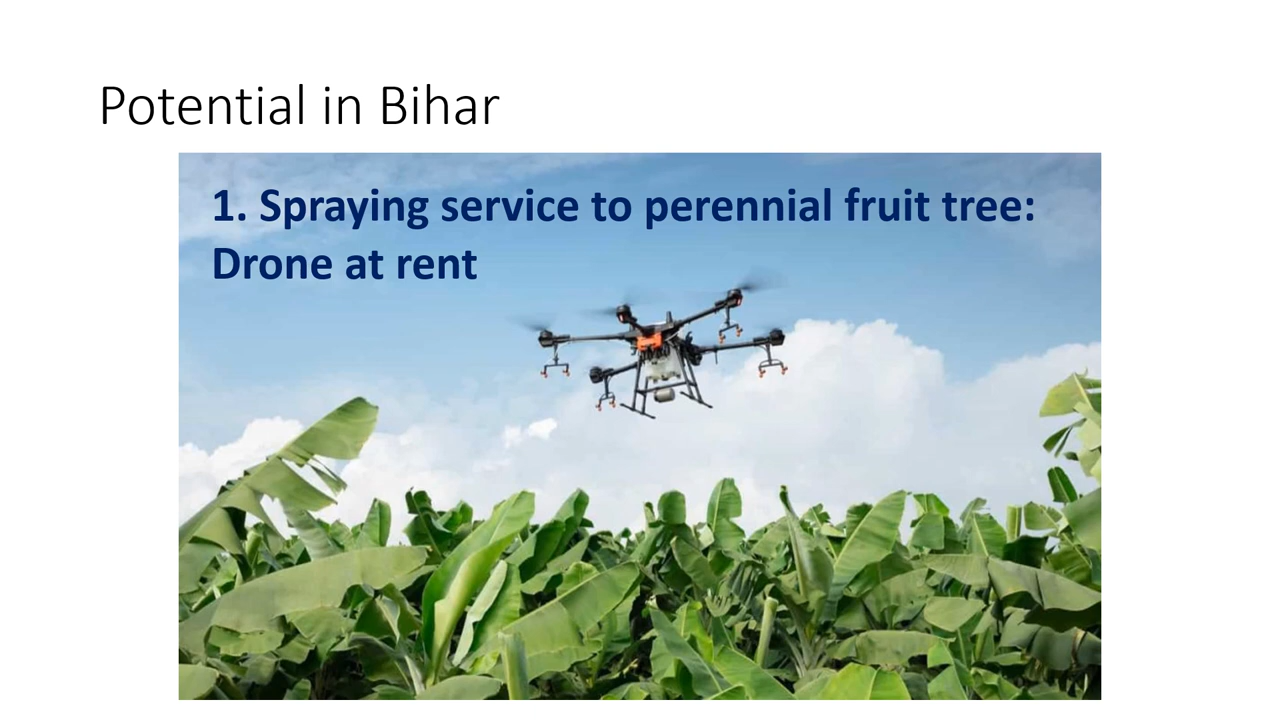 Potential in Bihar
1. Spraying service to perennial fruit tree:
Drone at rent